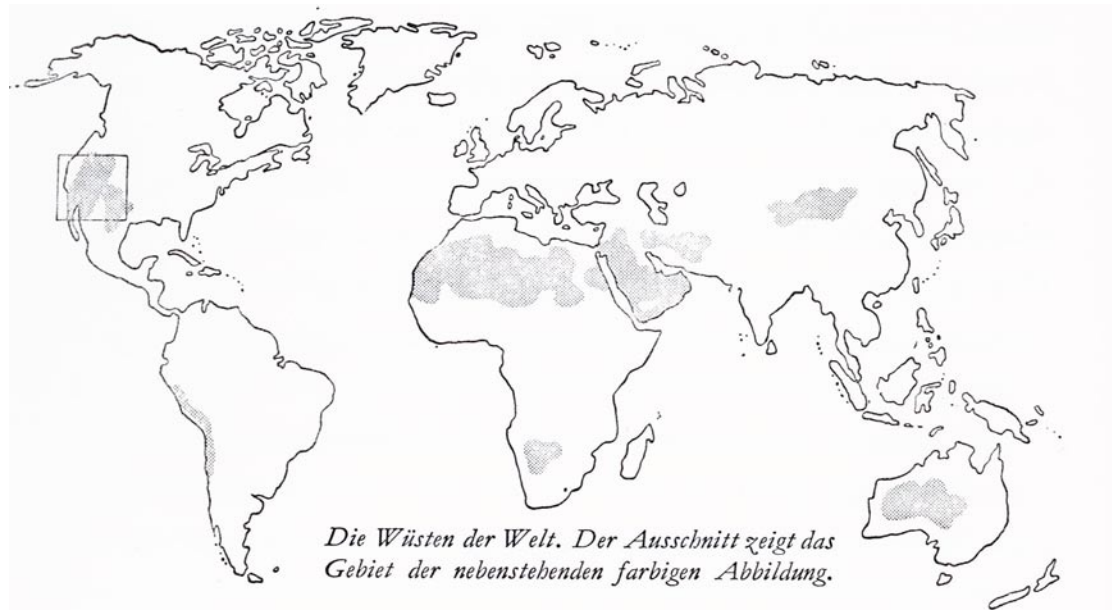 Die Wüsten der Welt. Der Ausschnitt zeigt das
Gebiet der nebenstehenden farbigen Abbildung.